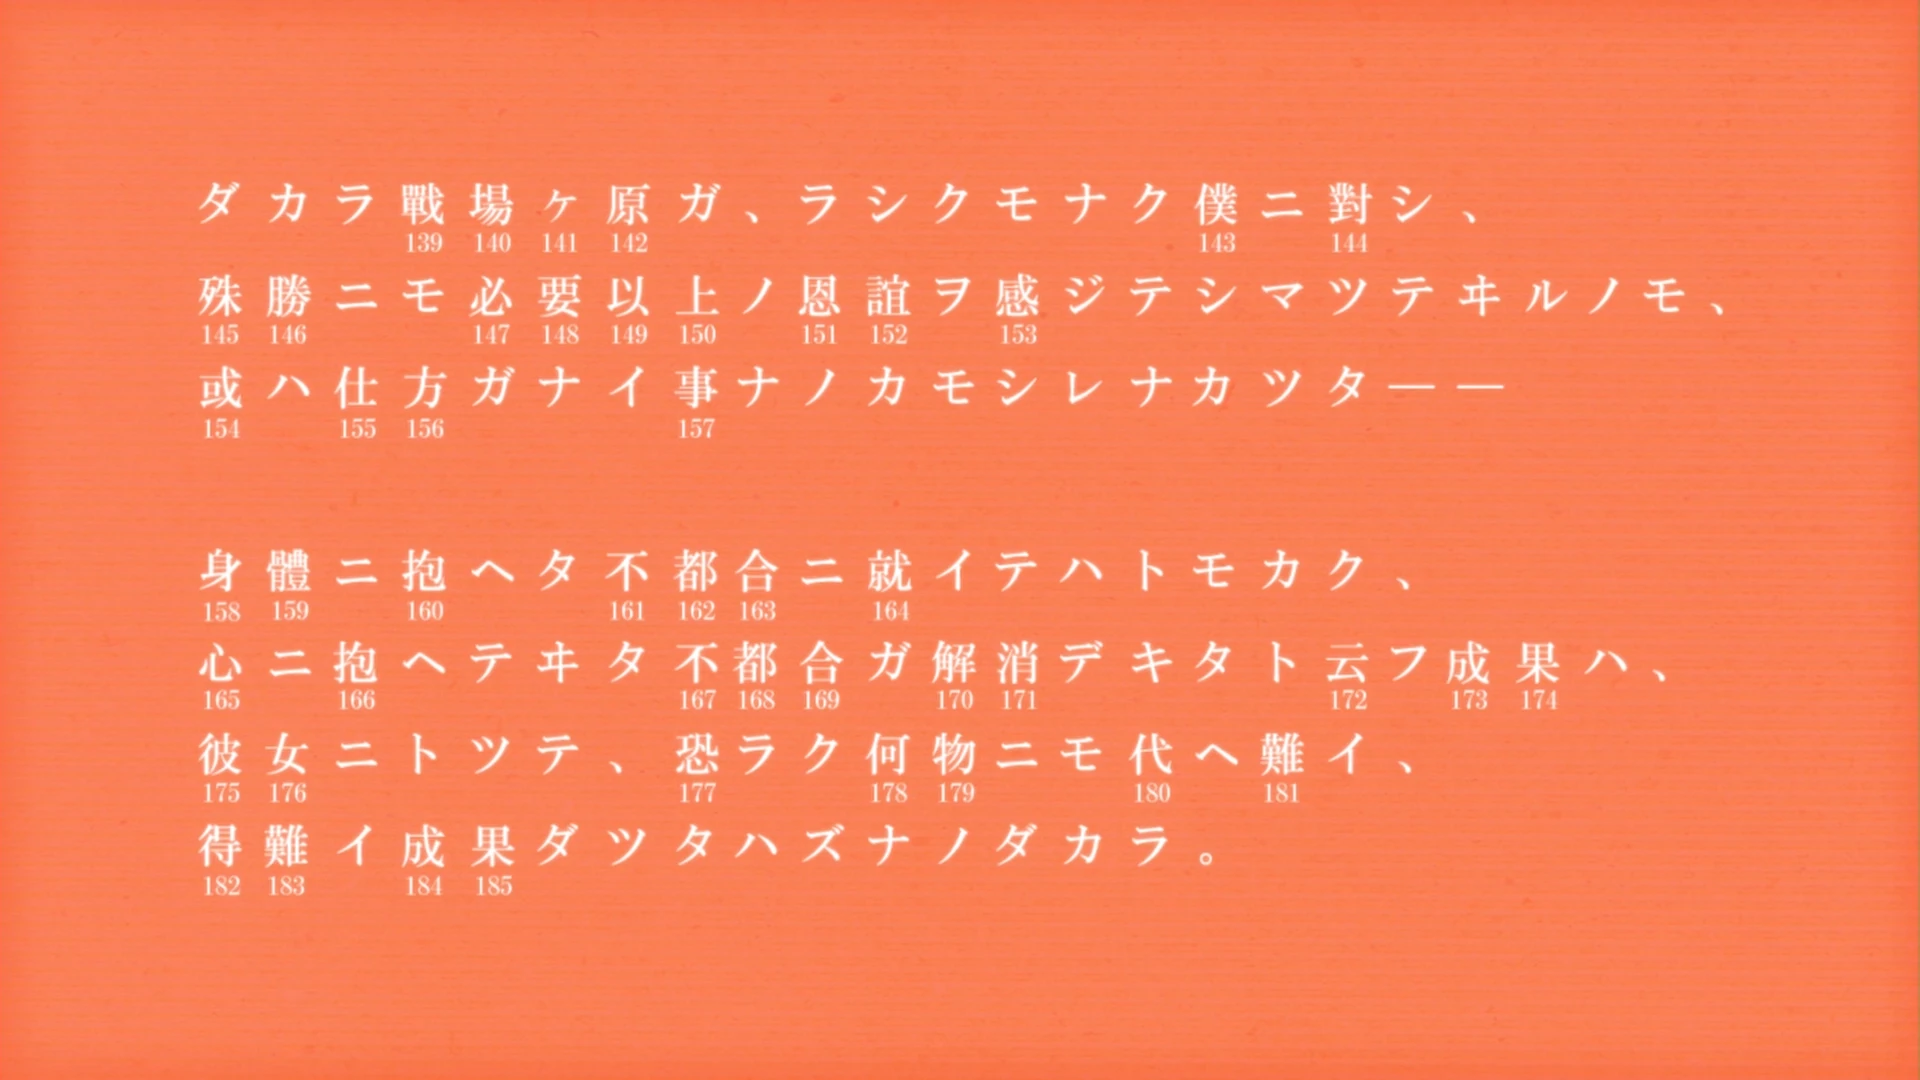 ダカラ戰場ヶ原ガ、ラシクモナク僕ニ對シ、
139 140 141 142 143 144
殊勝ニモ必要以上ノ恩誼ヲ感ジテシマツテヰルノモ、
145 146 147 148 149 150 151 152 153
或ハ仕方ガナイ事ナノカモシレナカツタ——
154 155 156 157
身體ニ抱ヘタ不都合ニ就イテハトモカク、
158 159 160 161 162 163 164
心ニ抱ヘテヰタ不都合ガ解消デキタト云フ成果ハ、
165 166 167 168 169 170 171 172 173 174
彼女ニトツテ、恐ラク何物ニモ代ヘ難イ、
175 176 177 178 179 180 181
得難イ成果ダツタハズナノダカラ。
182 183 184 185